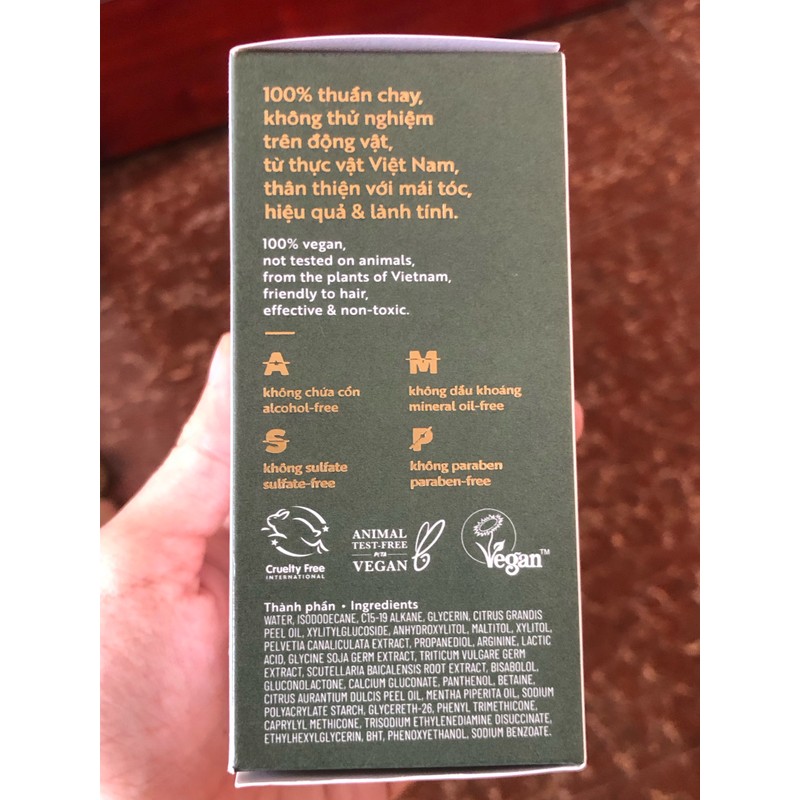 100% thuần chay,
không thử nghiệm
trên động vật,
từ thực vật Việt Nam,
thân thiện với mái tóc,
hiệu quả & lành tính.
100% vegan,
not tested on animals,
from the plants of Vietnam,
friendly to hair,
effective & non-toxic.
A
không chứa cồn
alcohol-free
M
không dầu khoáng
mineral oil-free
S
không sulfate
sulfate-free
P
không paraben
paraben-free
Cruelty Free
INTERNATIONAL
ANIMAL
TEST-FREE
PETA
VEGAN
Vegan™
Thành phần • Ingredients
WATER, ISODODECANE, C15-19 ALKANE, GLYCERIN, CITRUS GRANDIS
PEEL OIL, XYLITYLGLUCOSIDE, ANHYDROXYLITOL, MALTITOL, XYLITOL,
PELVETIA CANALICULATA EXTRACT, PROPANEDIOL, ARGININE, LACTIC
ACID, GLYCINE SOJA GERM EXTRACT, TRITICUM VULGARE GERM
EXTRACT, SCUTELLARIA BAICALENSIS ROOT EXTRACT, BISABOLOL,
GLUCONOLACTONE, CALCIUM GLUCONATE, PANTHENOL, BETAINE,
CITRUS AURANTIUM DULCIS PEEL OIL, MENTHA PIPERITA OIL, SODIUM
POLYACRYLATE STARCH, GLYCERETH-26, PHENYL TRIMETHICONE,
CAPRYLYL METHICONE, TRISODIUM ETHYLENEDIAMINE DISUCCINATE,
ETHYLHEXYLGLYCERIN, BHT, PHENOXYETHANOL, SODIUM BENZOATE.